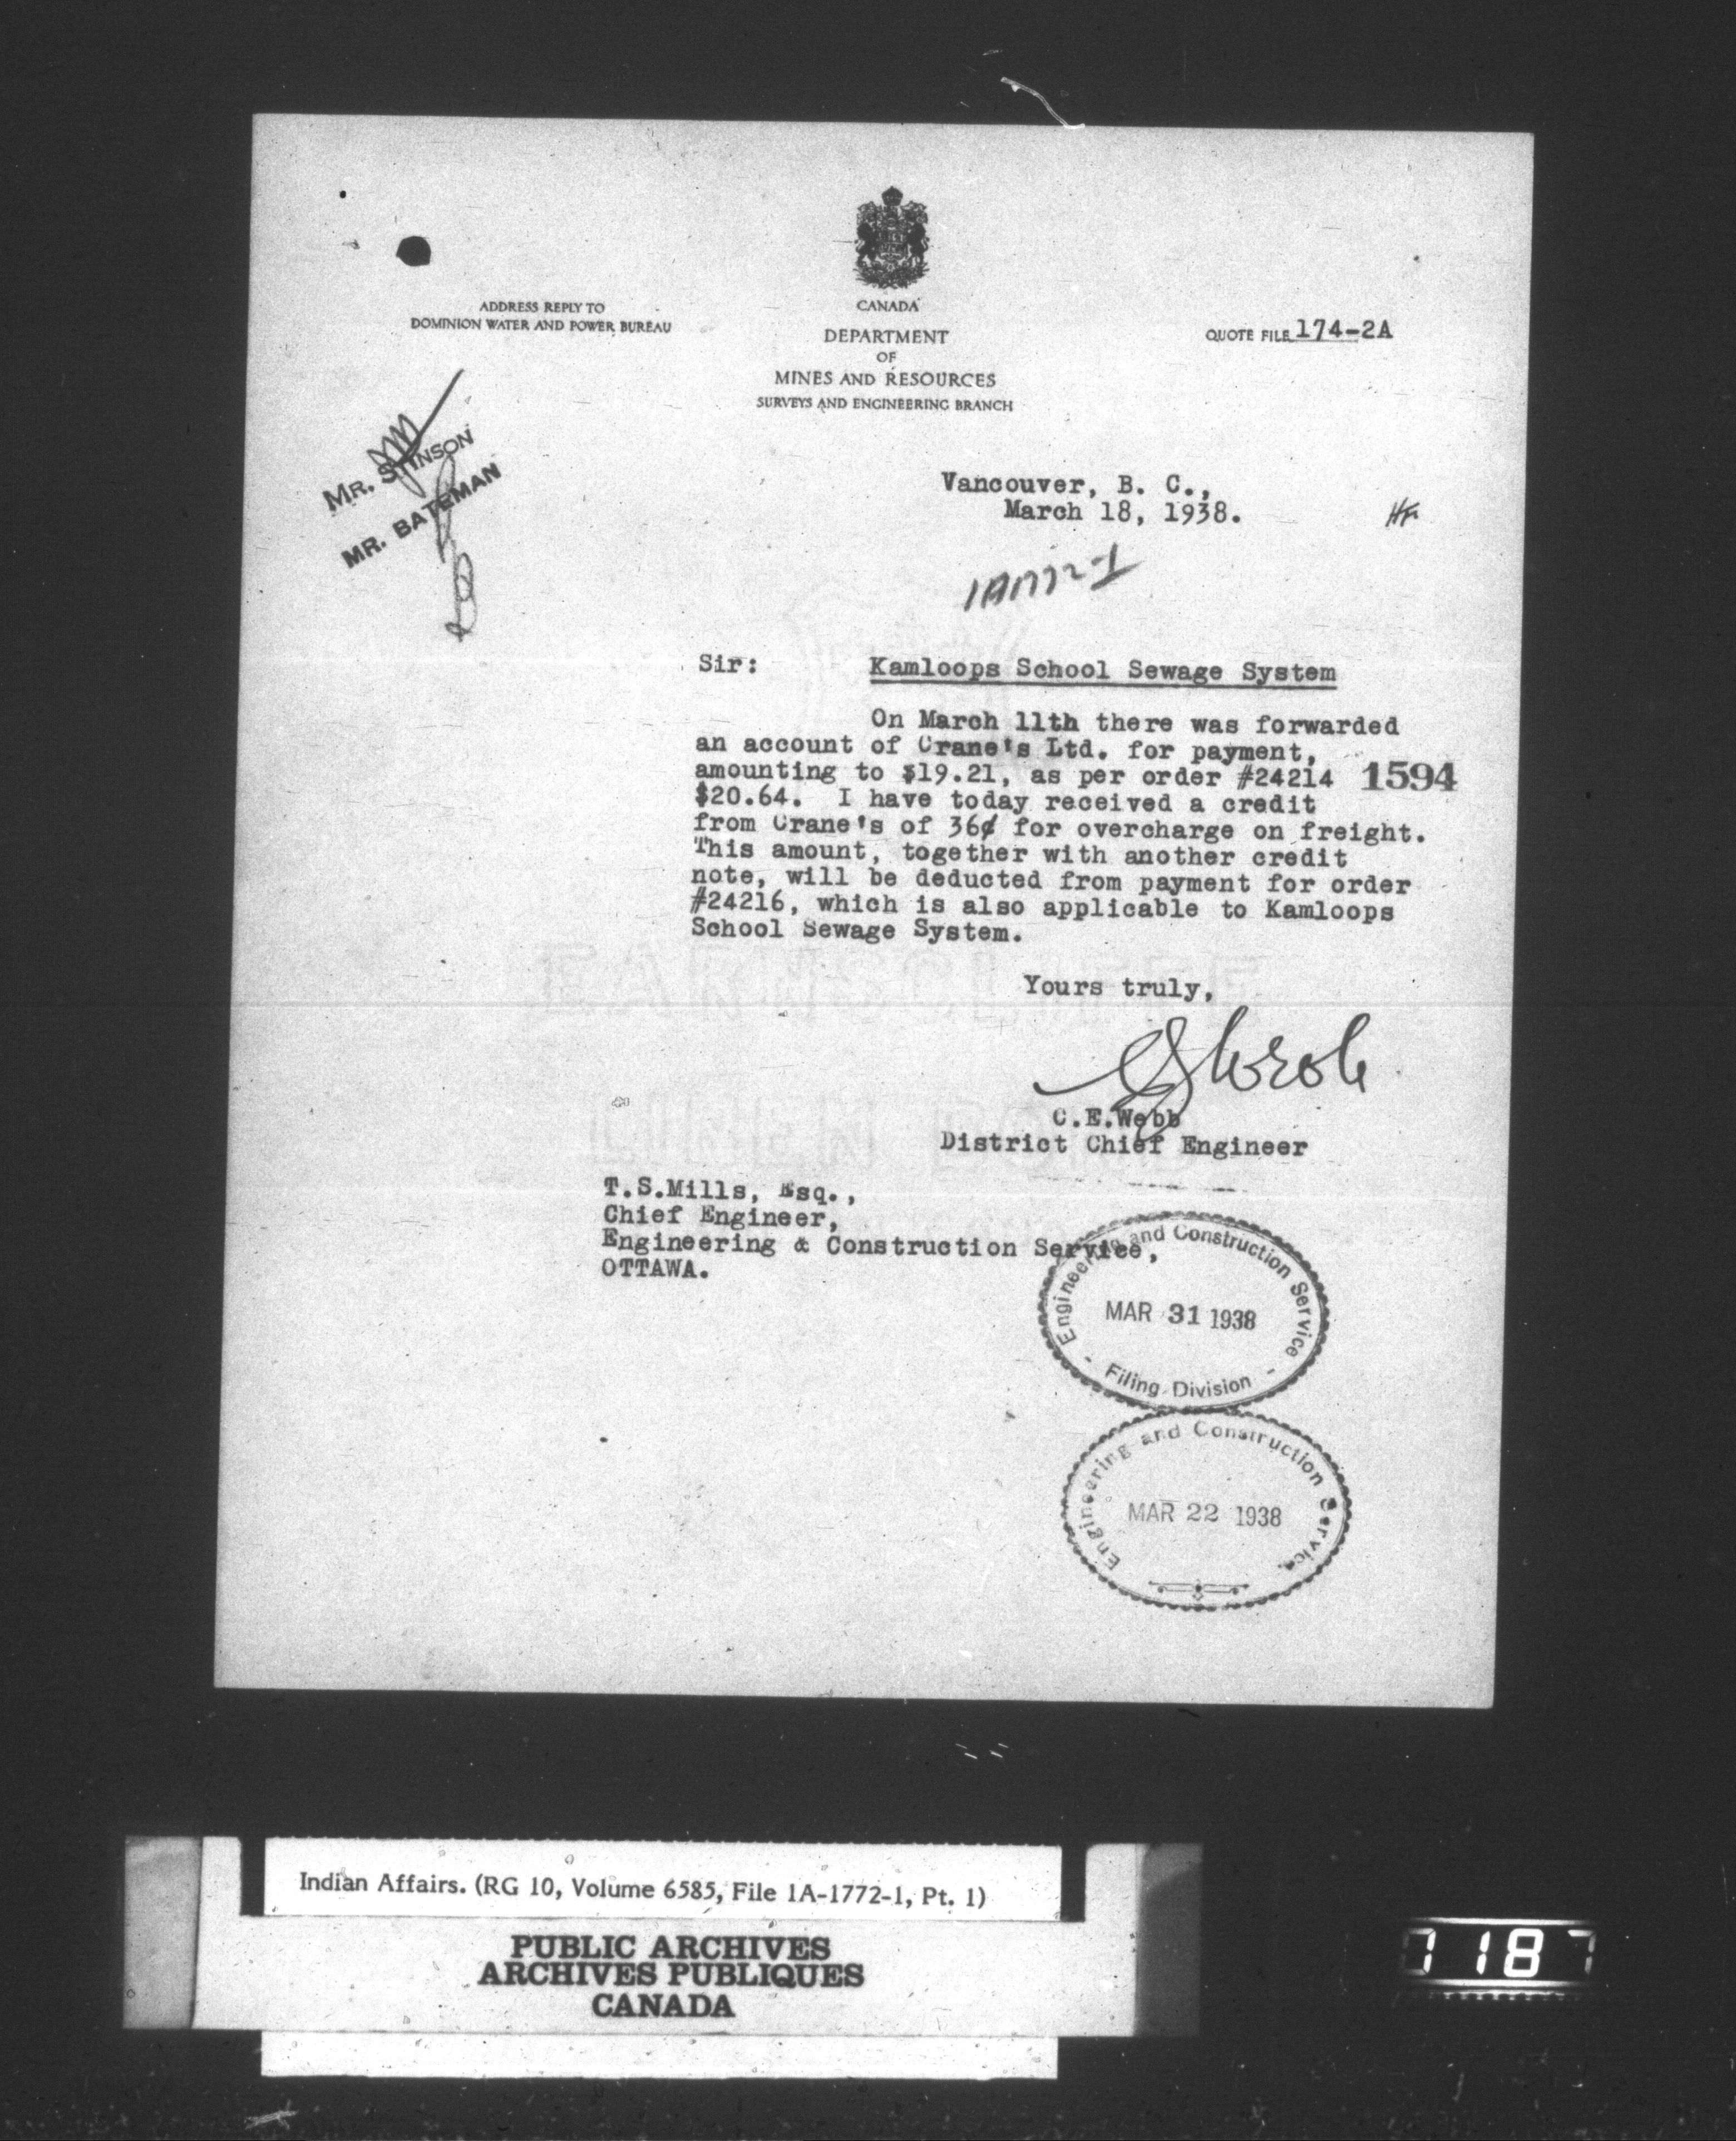 ADDRESS REPLY TO
DOMINION WATER AND POWER BUREAU
CANADA
DEPARTMENT
OF
MINES AND RESOURCES
SURVEYS AND ENGINEERING BRANCH
QUOTE FILE 174-2A
MR. STINSON
MR. BATEMAN
Vancouver, B. C.,
March 18, 1938.
Sir:
Kamloops School Sewage System
On March 11th there was forwarded
an account of Crane's Ltd. for payment,
amounting to $19.21, as per order #24214
1594
$20.64. I have today received a credit
from Crane's of 36¢ for overcharge on freight.
This amount, together with another credit
note, will be deducted from payment for order
#24216, which is also applicable to Kamloops
School Sewage System.
Yours truly,
C.E.Webb
District Chief Engineer
T.S.Mills, Esq.,
Chief Engineer,
Engineering & Construction Service,
OTTAWA.
Engineering and Construction Service
MAR 31 1938
- Filing Division -
Engineering and Construction Service
MAR 22 1938
Indian Affairs. (RG 10, Volume 6585, File 1A-1772-1, Pt. 1)
PUBLIC ARCHIVES
ARCHIVES PUBLIQUES
CANADA